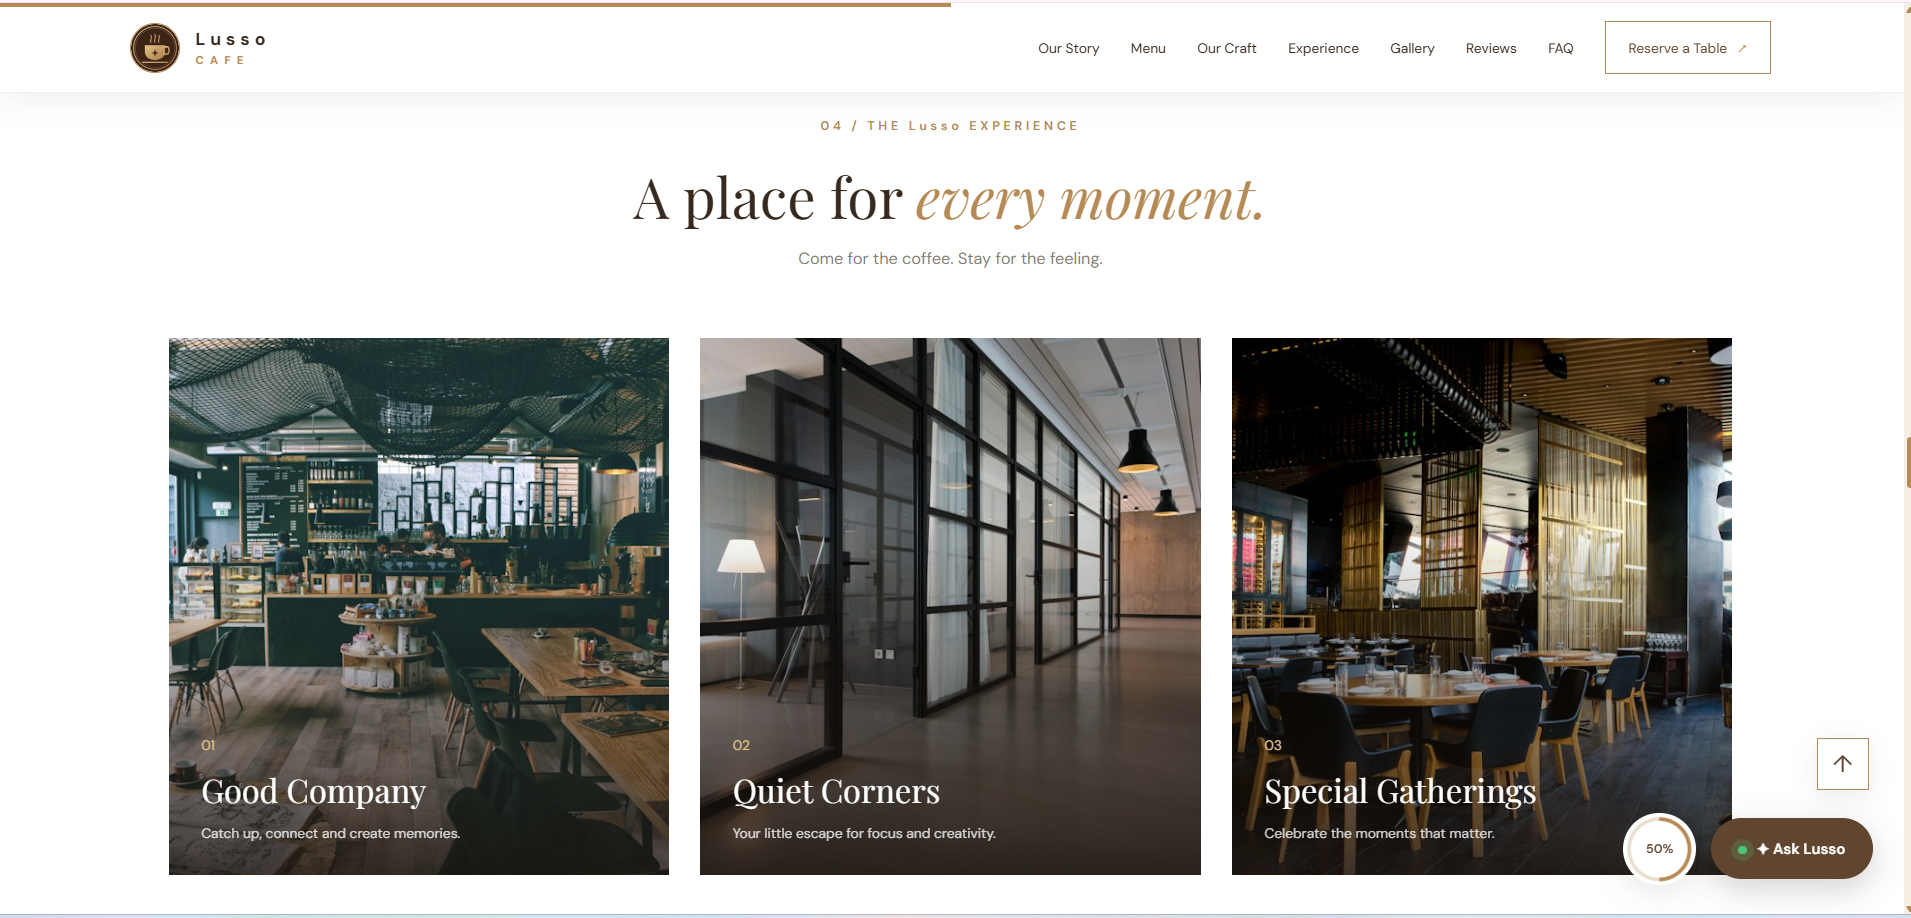 Lusso
CAFE
Our Story
Menu
Our Craft
Experience
Gallery
Reviews
FAQ
Reserve a Table ↗
04 / THE Lusso EXPERIENCE
A place for every moment.
Come for the coffee. Stay for the feeling.
01
Good Company
Catch up, connect and create memories.
02
Quiet Corners
Your little escape for focus and creativity.
03
Special Gatherings
Celebrate the moments that matter.
50%
✦ Ask Lusso